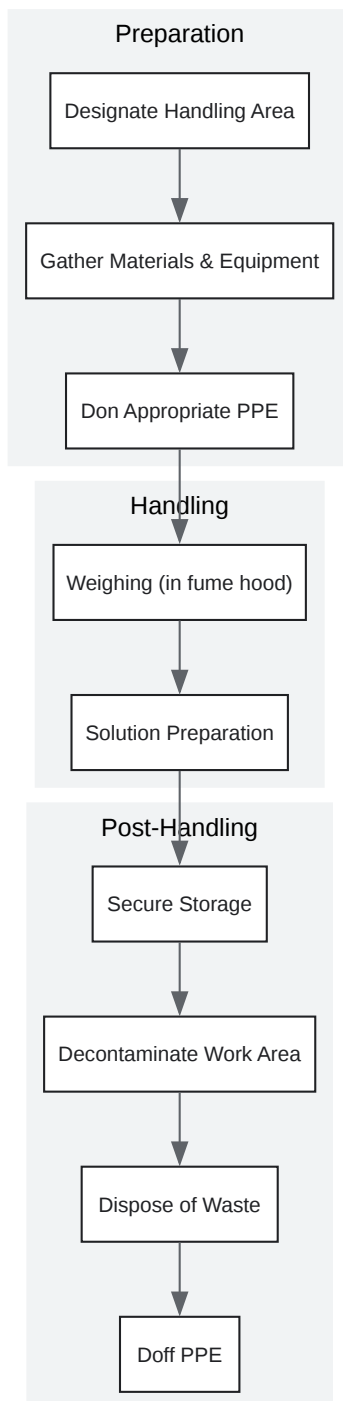 Preparation
Designate Handling Area
Gather Materials & Equipment
Don Appropriate PPE
Handling
Weighing (in fume hood)
Solution Preparation
Post-Handling
Secure Storage
Decontaminate Work Area
Dispose of Waste
Doff PPE